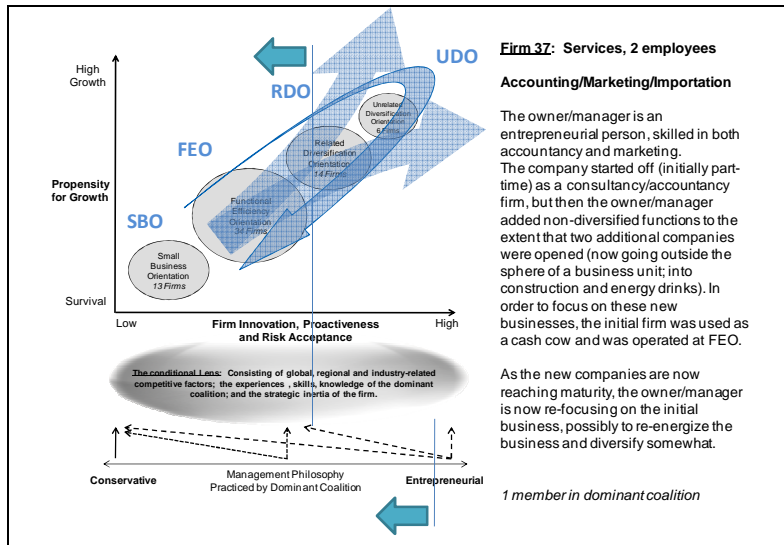 UDO
RDO
FEO
SBO
High
Growth
Propensity
for Growth
Survival
Unrelated
Diversification
Orientation
6 Firms
Related
Diversification
Orientation
14 Firms
Functional
Efficiency
Orientation
34 Firms
Small
Business
Orientation
13 Firms
Low
Firm Innovation, Proactiveness
and Risk Acceptance
High
The conditional Lens: Consisting of global, regional and industry-related
competitive factors; the experiences , skills, knowledge of the dominant
coalition; and the strategic inertia of the firm.
Conservative
Management Philosophy
Practiced by Dominant Coalition
Entrepreneurial
Firm 37: Services, 2 employees
Accounting/Marketing/Importation
The owner/manager is an
entrepreneurial person, skilled in both
accountancy and marketing.
The company started off (initially part-
time) as a consultancy/accountancy
firm, but then the owner/manager
added non-diversified functions to the
extent that two additional companies
were opened (now going outside the
sphere of a business unit; into
construction and energy drinks). In
order to focus on these new
businesses, the initial firm was used as
a cash cow and was operated at FEO.
As the new companies are now
reaching maturity, the owner/manager
is now re-focusing on the initial
business, possibly to re-energize the
business and diversify somewhat.
1 member in dominant coalition